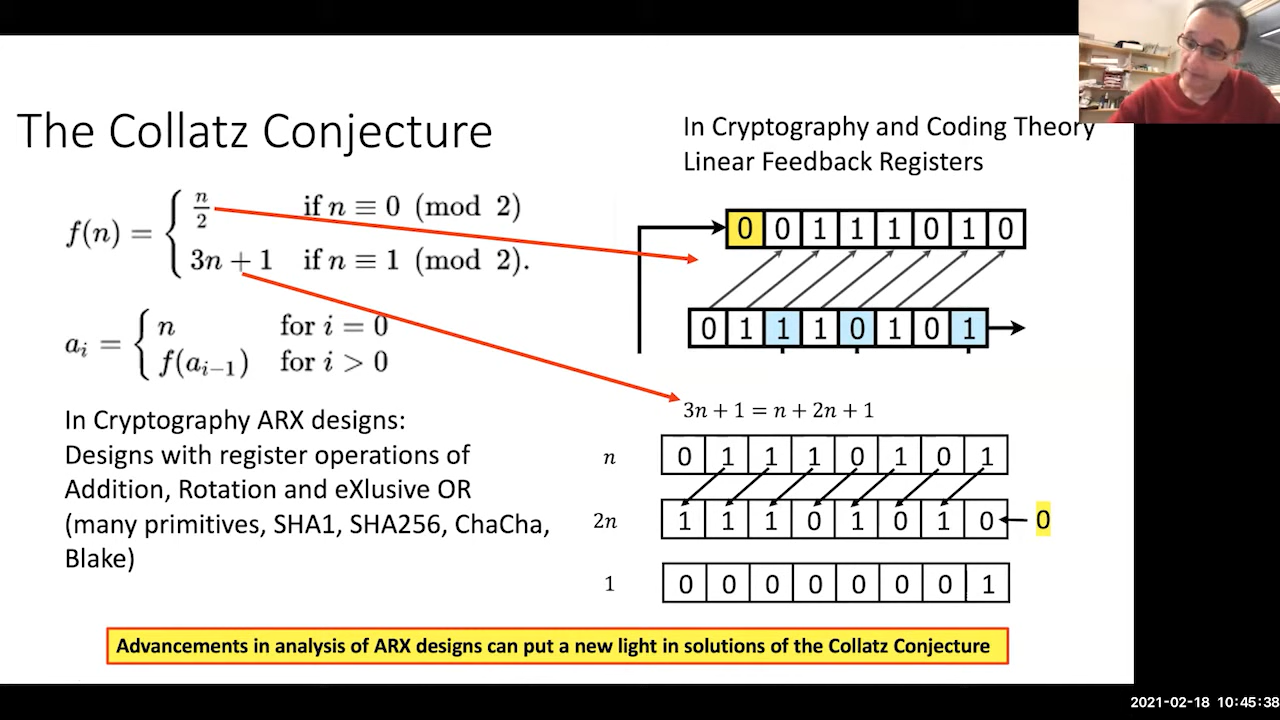 The Collatz Conjecture
f(n) = { n/2 if n ≡ 0 (mod 2)
3n + 1 if n ≡ 1 (mod 2).
a_i = { n for i = 0
f(a_{i−1}) for i > 0
In Cryptography ARX designs:
Designs with register operations of
Addition, Rotation and eXlusive OR
(many primitives, SHA1, SHA256, ChaCha,
Blake)
In Cryptography and Coding Theory
Linear Feedback Registers
0 0 1 1 1 0 1 0
0 1 1 1 0 1 0 1
3n + 1 = n + 2n + 1
n 0 1 1 1 0 1 0 1
2n 1 1 1 0 1 0 1 0 0
1 0 0 0 0 0 0 0 1
Advancements in analysis of ARX designs can put a new light in solutions of the Collatz Conjecture
2021-02-18 10:45:38